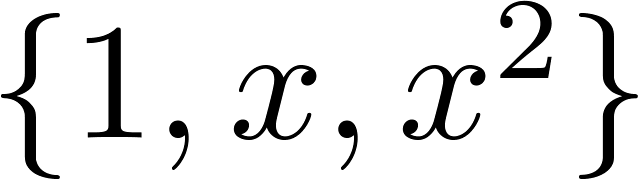 {1, x, x²}